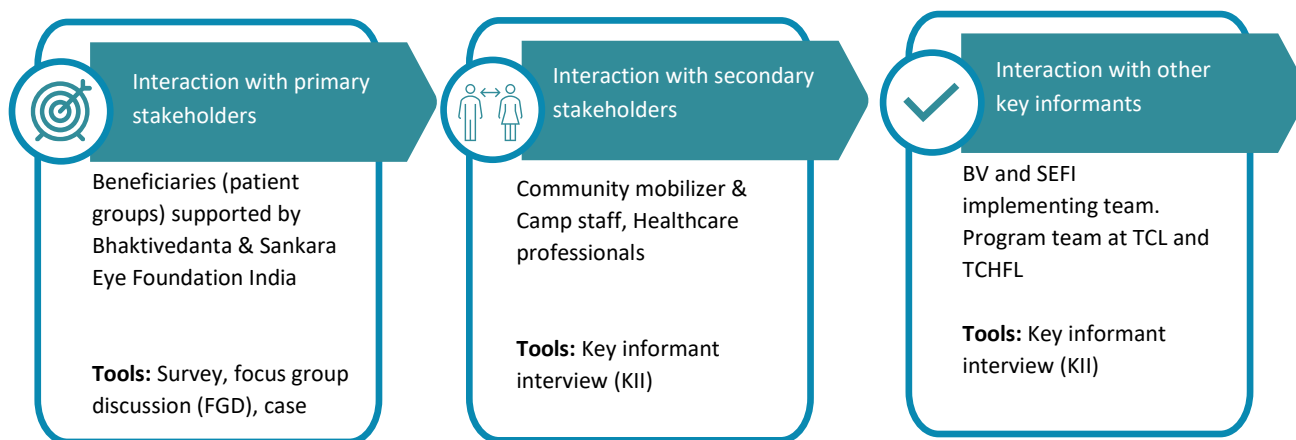 Interaction with primary
stakeholders
Beneficiaries (patient
groups) supported by
Bhaktivedanta & Sankara
Eye Foundation India
Tools: Survey, focus group
discussion (FGD), case
Interaction with secondary
stakeholders
Community mobilizer &
Camp staff, Healthcare
professionals
Tools: Key informant
interview (KII)
Interaction with other
key informants
BV and SEFI
implementing team.
Program team at TCL and
TCHFL
Tools: Key informant
interview (KII)